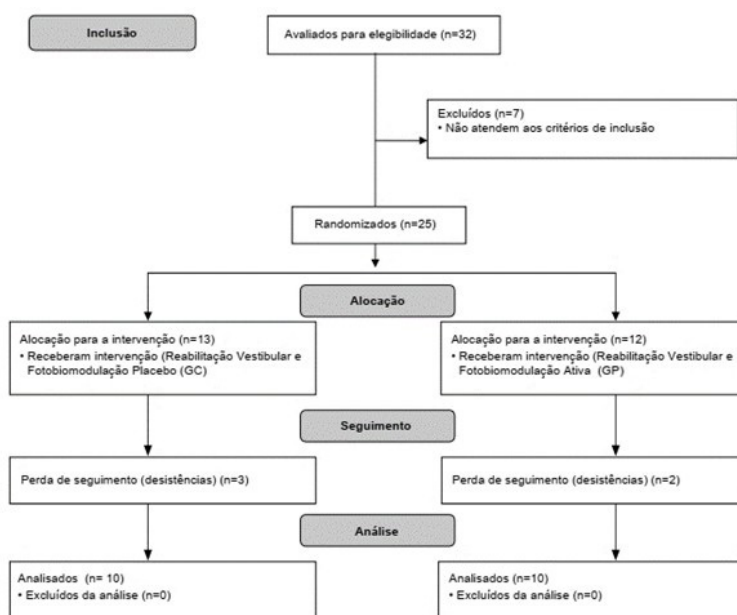 Inclusão
Avaliados para elegibilidade (n=32)
Excluídos (n=7)
• Não atendem aos critérios de inclusão
Randomizados (n=25)
Alocação
Alocação para a intervenção (n=13)
• Receberam intervenção (Reabilitação Vestibular e
Fotobiomodulação Placebo (GC)
Alocação para a intervenção (n=12)
• Receberam intervenção (Reabilitação Vestibular e
Fotobiomodulação Ativa (GP)
Seguimento
Perda de seguimento (desistências) (n=3)
Perda de seguimento (desistências) (n=2)
Análise
Analisados (n= 10)
• Excluídos da análise (n=0)
Analisados (n=10)
• Excluídos da análise (n=0)